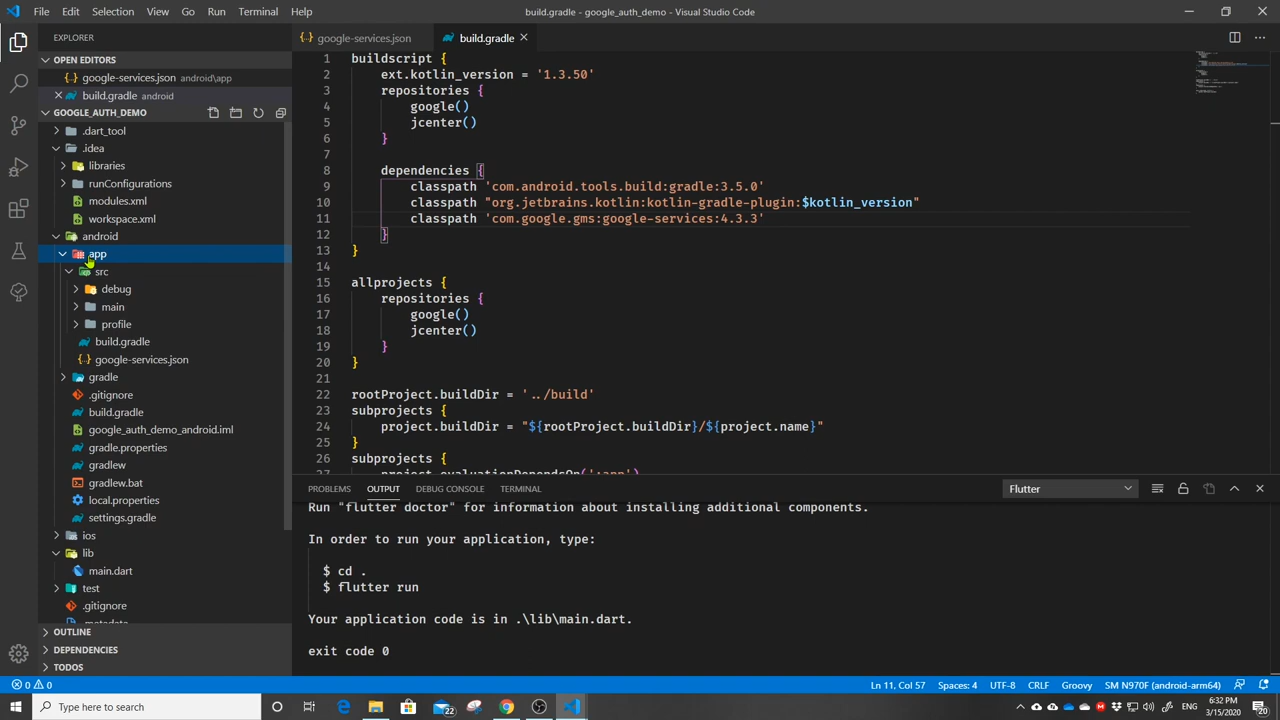 File Edit Selection View Go Run Terminal Help
build.gradle - google_auth_demo - Visual Studio Code
EXPLORER
OPEN EDITORS
google-services.json android\app
build.gradle android
GOOGLE_AUTH_DEMO
.dart_tool
.idea
libraries
runConfigurations
modules.xml
workspace.xml
android
app
src
debug
main
profile
build.gradle
google-services.json
gradle
.gitignore
build.gradle
google_auth_demo_android.iml
gradle.properties
gradlew
gradlew.bat
local.properties
settings.gradle
ios
lib
main.dart
test
.gitignore
.metadata
OUTLINE
DEPENDENCIES
TODOS
google-services.json build.gradle
1 buildscript {
2 ext.kotlin_version = '1.3.50'
3 repositories {
4 google()
5 jcenter()
6 }
7
8 dependencies {
9 classpath 'com.android.tools.build:gradle:3.5.0'
10 classpath "org.jetbrains.kotlin:kotlin-gradle-plugin:$kotlin_version"
11 classpath 'com.google.gms:google-services:4.3.3'
12 }
13 }
14
15 allprojects {
16 repositories {
17 google()
18 jcenter()
19 }
20 }
21
22 rootProject.buildDir = '../build'
23 subprojects {
24 project.buildDir = "${rootProject.buildDir}/${project.name}"
25 }
26 subprojects {
27 project.evaluationDependsOn(':app')
PROBLEMS OUTPUT DEBUG CONSOLE TERMINAL
Flutter
Run "flutter doctor" for information about installing additional components.
In order to run your application, type:
$ cd .
$ flutter run
Your application code is in .\lib\main.dart.
exit code 0
0 0
Ln 11, Col 57 Spaces: 4 UTF-8 CRLF Groovy SM N970F (android-arm64)
Type here to search
22
6:32 PM
3/15/2020
20